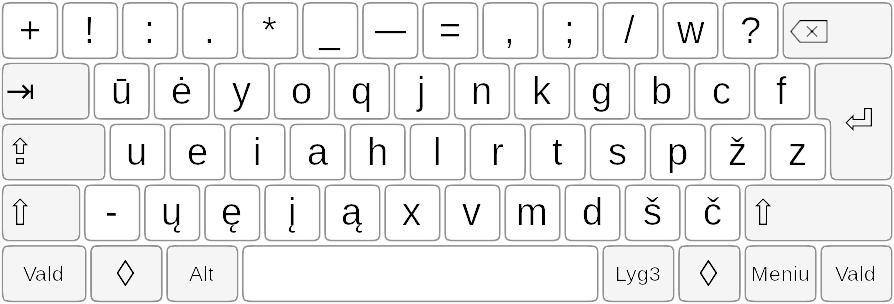 + ! : . * _ — = , ; / w ?
ū ė y o q j n k g b c f
u e i a h l r t s p ž z
- ų ę į ą x v m d š č
Vald Alt Lyg3 Meniu Vald